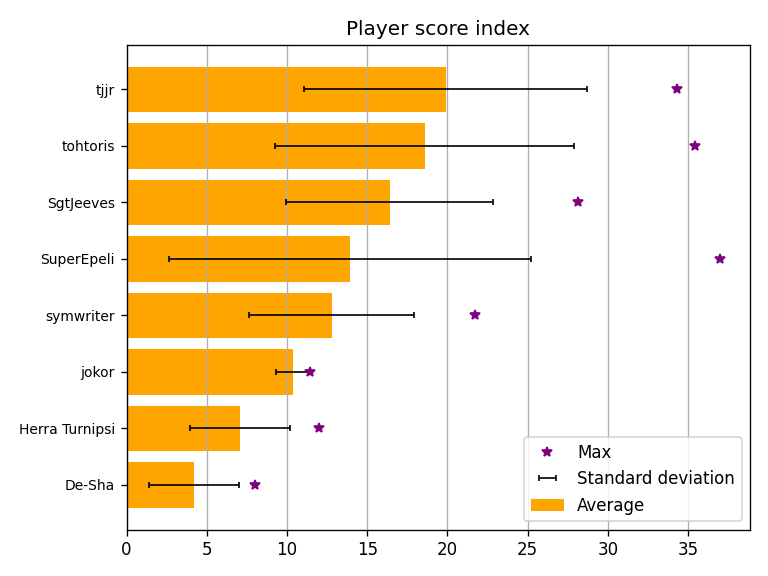 Player score index
tjjr
tohtoris
SgtJeeves
SuperEpeli
symwriter
jokor
Herra Turnipsi
De-Sha
Max
Standard deviation
Average
0 5 10 15 20 25 30 35